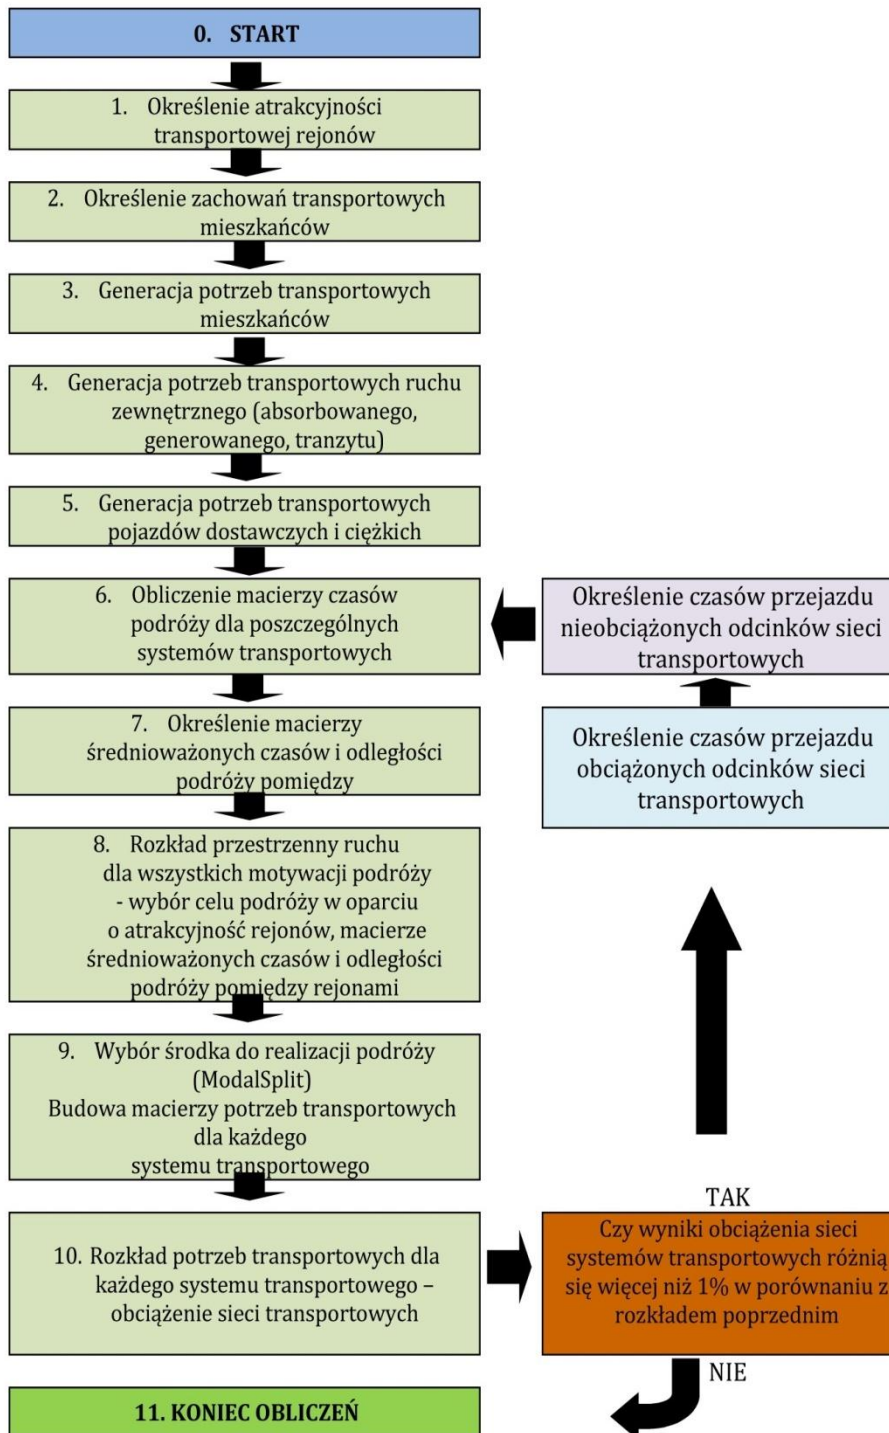 0. START
1. Określenie atrakcyjności
transportowej rejonów
2. Określenie zachowań transportowych
mieszkańców
3. Generacja potrzeb transportowych
mieszkańców
4. Generacja potrzeb transportowych ruchu
zewnętrznego (absorbowanego,
generowanego, tranzytu)
5. Generacja potrzeb transportowych
pojazdów dostawczych i ciężkich
6. Obliczenie macierzy czasów
podróży dla poszczególnych
systemów transportowych
Określenie czasów przejazdu
nieobciążonych odcinków sieci
transportowych
7. Określenie macierzy
średnioważonych czasów i odległości
podróży pomiędzy
Określenie czasów przejazdu
obciążonych odcinków sieci
transportowych
8. Rozkład przestrzenny ruchu
dla wszystkich motywacji podróży
- wybór celu podróży w oparciu
o atrakcyjność rejonów, macierze
średnioważonych czasów i odległości
podróży pomiędzy rejonami
9. Wybór środka do realizacji podróży
(ModalSplit)
Budowa macierzy potrzeb transportowych
dla każdego
systemu transportowego
10. Rozkład potrzeb transportowych dla
każdego systemu transportowego –
obciążenie sieci transportowych
TAK
Czy wyniki obciążenia sieci
systemów transportowych różnią
się więcej niż 1% w porównaniu z
rozkładem poprzednim
NIE
11. KONIEC OBLICZEŃ